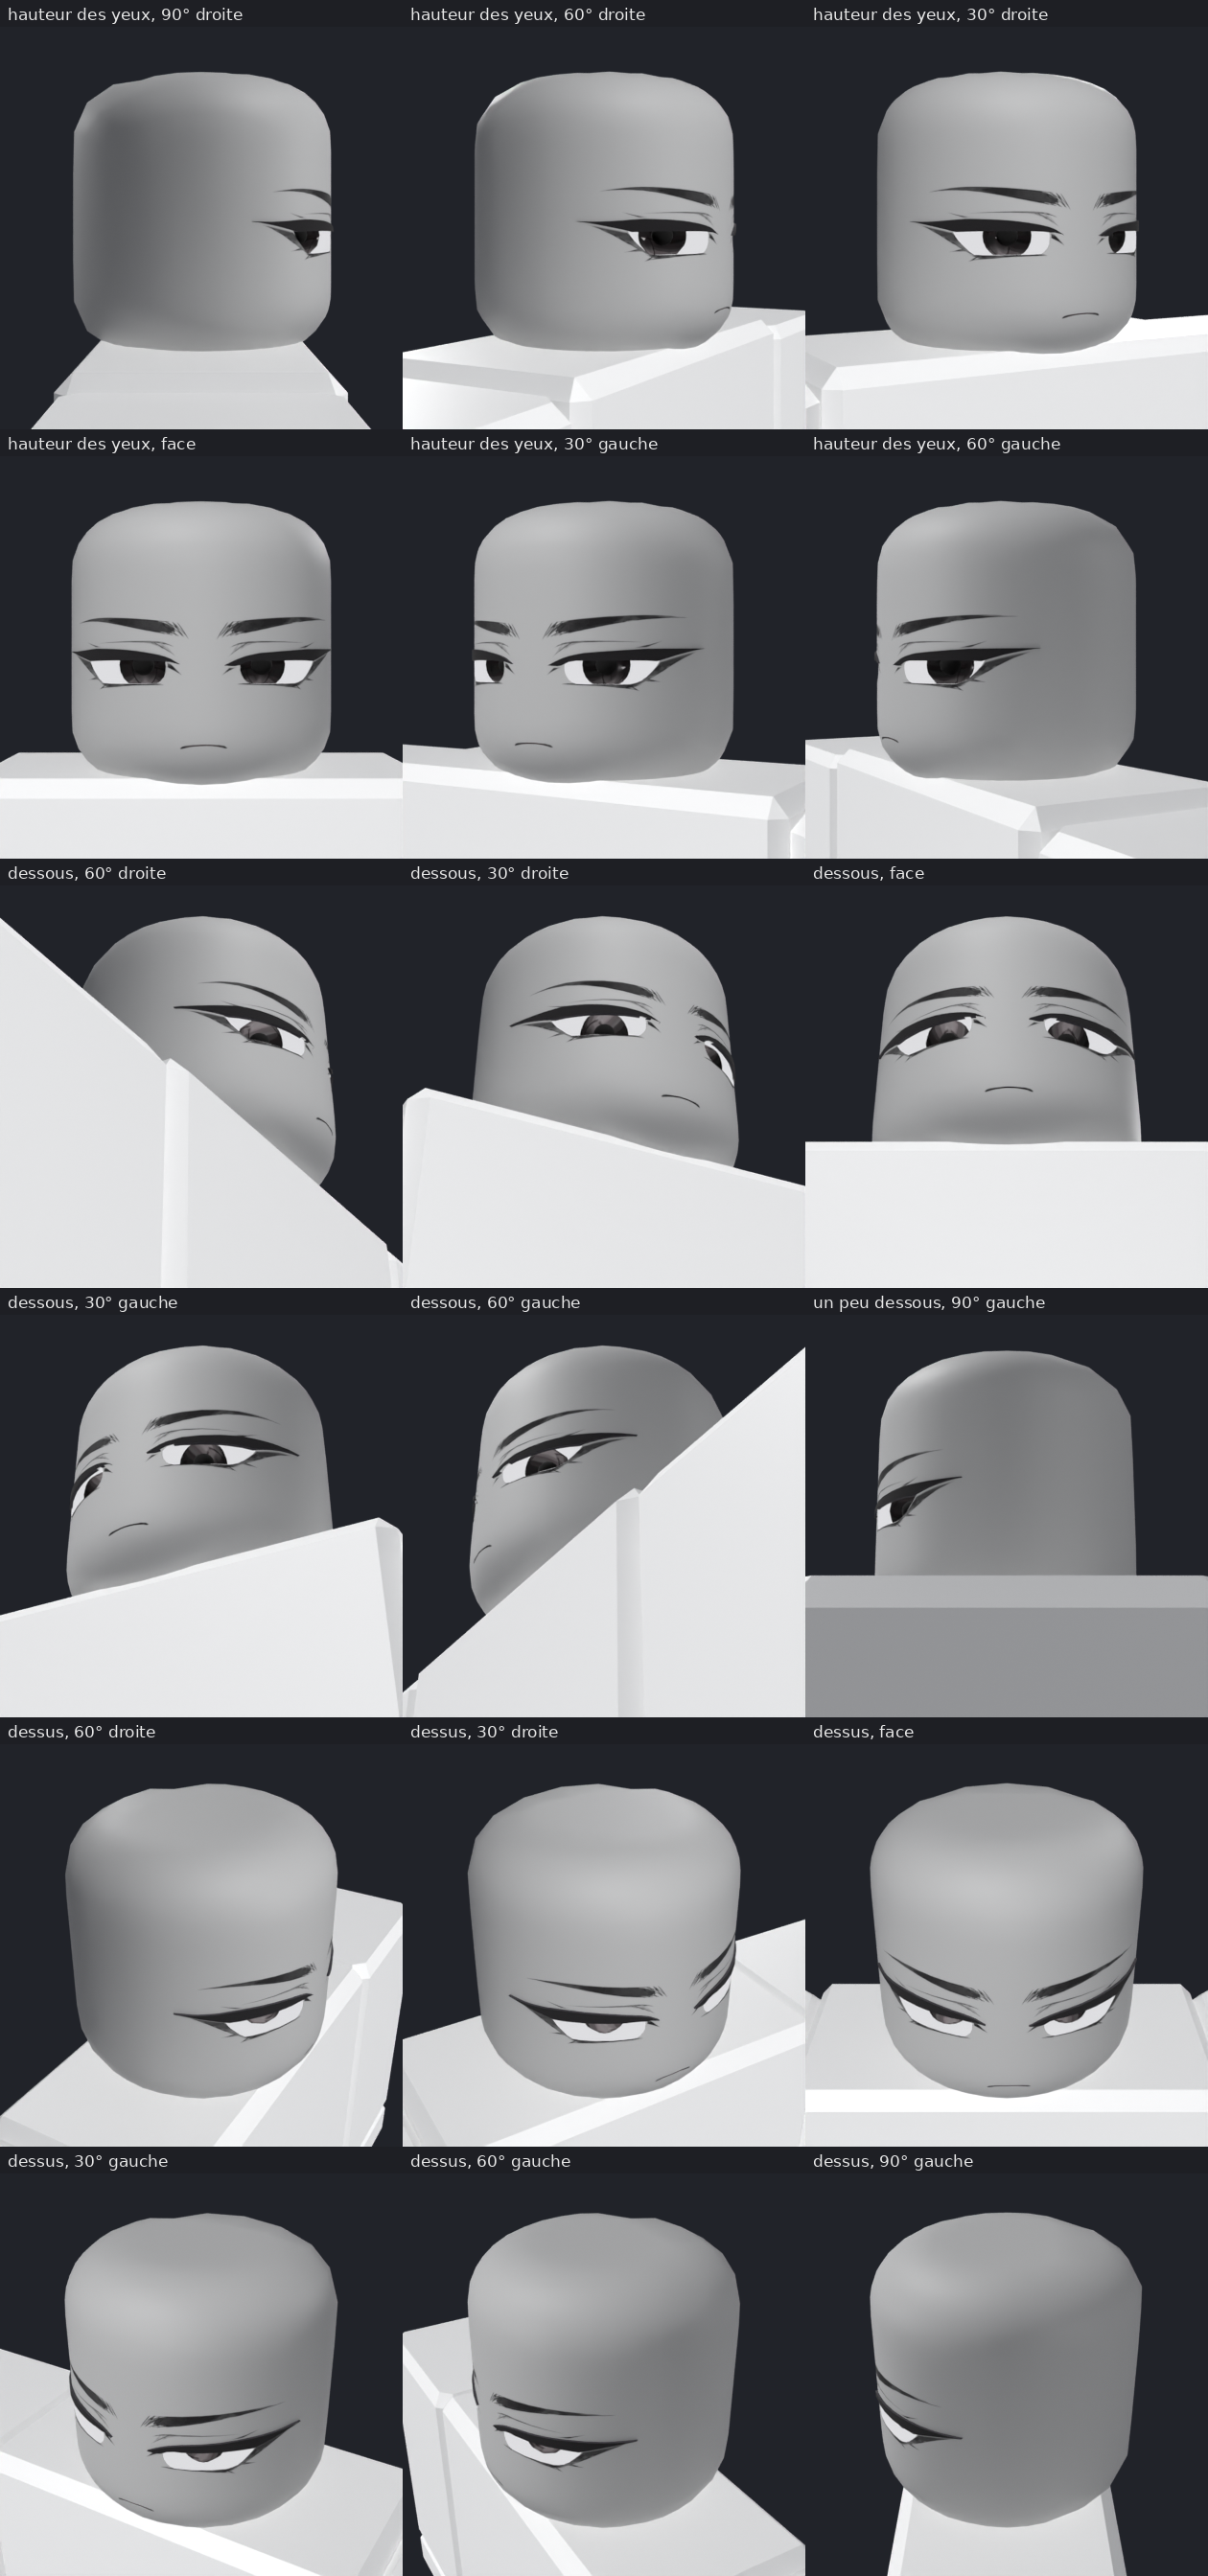 hauteur des yeux, 90° droite
hauteur des yeux, 60° droite
hauteur des yeux, 30° droite
hauteur des yeux, face
hauteur des yeux, 30° gauche
hauteur des yeux, 60° gauche
dessous, 60° droite
dessous, 30° droite
dessous, face
dessous, 30° gauche
dessous, 60° gauche
un peu dessous, 90° gauche
dessus, 60° droite
dessus, 30° droite
dessus, face
dessus, 30° gauche
dessus, 60° gauche
dessus, 90° gauche